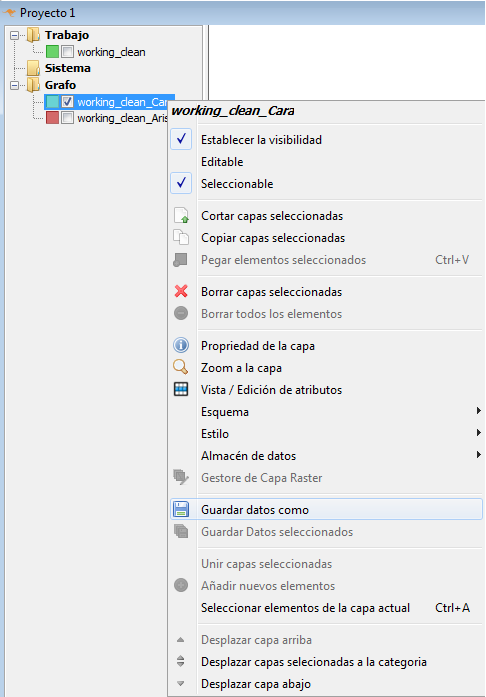 Proyecto 1
Trabajo
working_clean
Sistema
Grafo
working_clean_Cara
working_clean_Aris
working_clean_Cara
Establecer la visibilidad
Editable
Seleccionable
Cortar capas seleccionadas
Copiar capas seleccionadas
Pegar elementos seleccionados Ctrl+V
Borrar capas seleccionadas
Borrar todos los elementos
Propriedad de la capa
Zoom a la capa
Vista / Edición de atributos
Esquema
Estilo
Almacén de datos
Gestore de Capa Raster
Guardar datos como
Guardar Datos seleccionados
Unir capas seleccionadas
Añadir nuevos elementos
Seleccionar elementos de la capa actual Ctrl+A
Desplazar capa arriba
Desplazar capas selecionadas a la categoria
Desplazar capa abajo